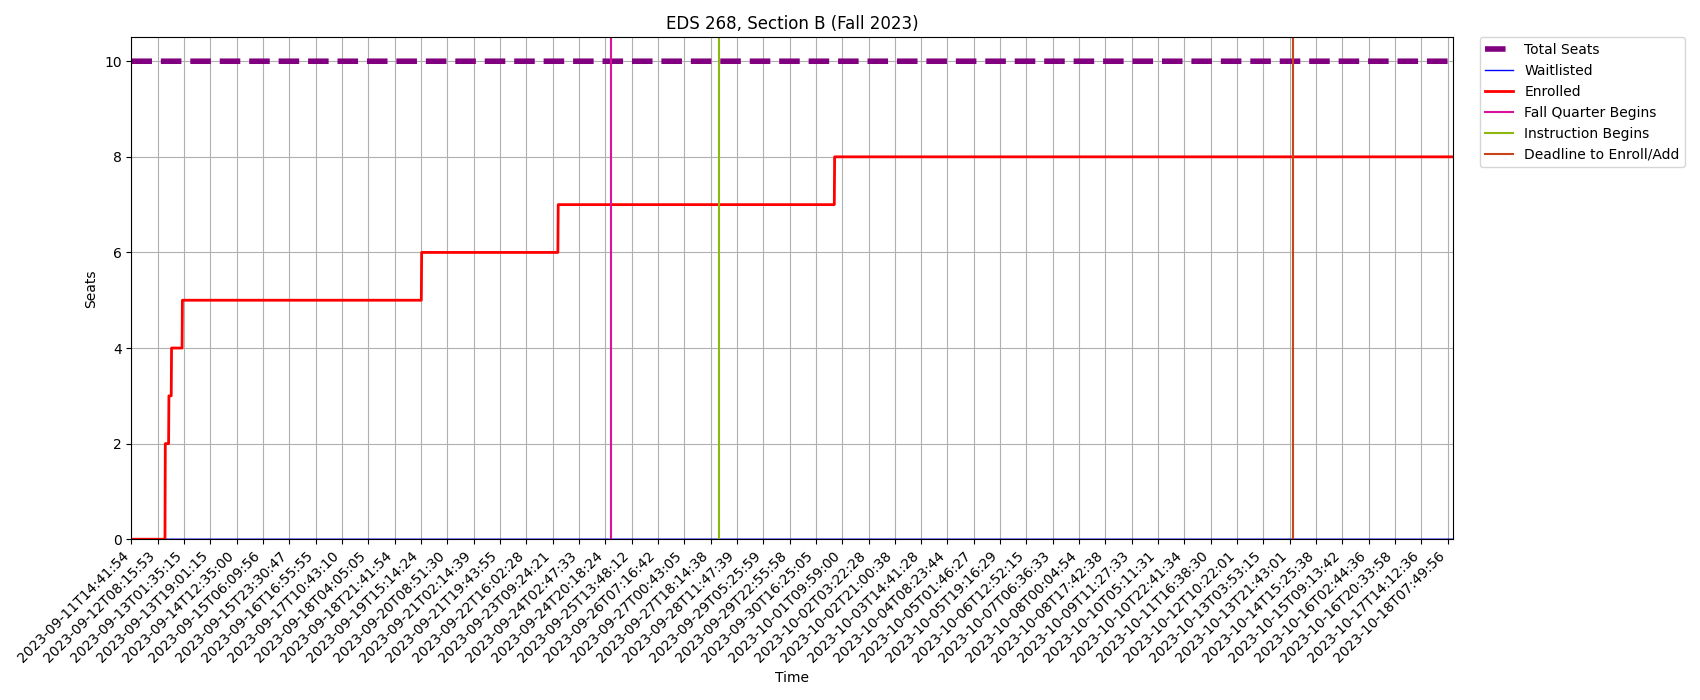 EDS 268, Section B (Fall 2023)
Total Seats
Waitlisted
Enrolled
Fall Quarter Begins
Instruction Begins
Deadline to Enroll/Add
10
8
6
4
2
0
Seats
2023-09-11T14:41:54
2023-09-12T08:15:53
2023-09-13T01:35:15
2023-09-13T19:01:15
2023-09-14T12:35:00
2023-09-15T06:09:56
2023-09-15T23:30:47
2023-09-16T16:55:55
2023-09-17T10:43:10
2023-09-18T04:05:05
2023-09-18T21:41:54
2023-09-19T15:14:24
2023-09-20T08:51:30
2023-09-21T02:14:39
2023-09-21T19:43:55
2023-09-22T16:02:28
2023-09-23T09:24:21
2023-09-24T02:47:33
2023-09-24T20:18:24
2023-09-25T13:48:12
2023-09-26T07:16:42
2023-09-27T00:43:05
2023-09-27T18:14:38
2023-09-28T11:47:39
2023-09-29T05:25:59
2023-09-29T22:55:58
2023-09-30T16:25:05
2023-10-01T09:59:00
2023-10-02T03:22:28
2023-10-02T21:00:38
2023-10-03T14:41:28
2023-10-04T08:23:44
2023-10-05T01:46:27
2023-10-05T19:16:29
2023-10-06T12:52:15
2023-10-07T06:36:33
2023-10-08T00:04:54
2023-10-08T17:42:38
2023-10-09T11:27:33
2023-10-10T05:11:31
2023-10-10T22:41:34
2023-10-11T16:38:30
2023-10-12T10:22:01
2023-10-13T03:53:15
2023-10-13T21:43:01
2023-10-14T15:25:38
2023-10-15T09:13:42
2023-10-16T02:44:36
2023-10-16T20:33:58
2023-10-17T14:12:36
2023-10-18T07:49:56
Time